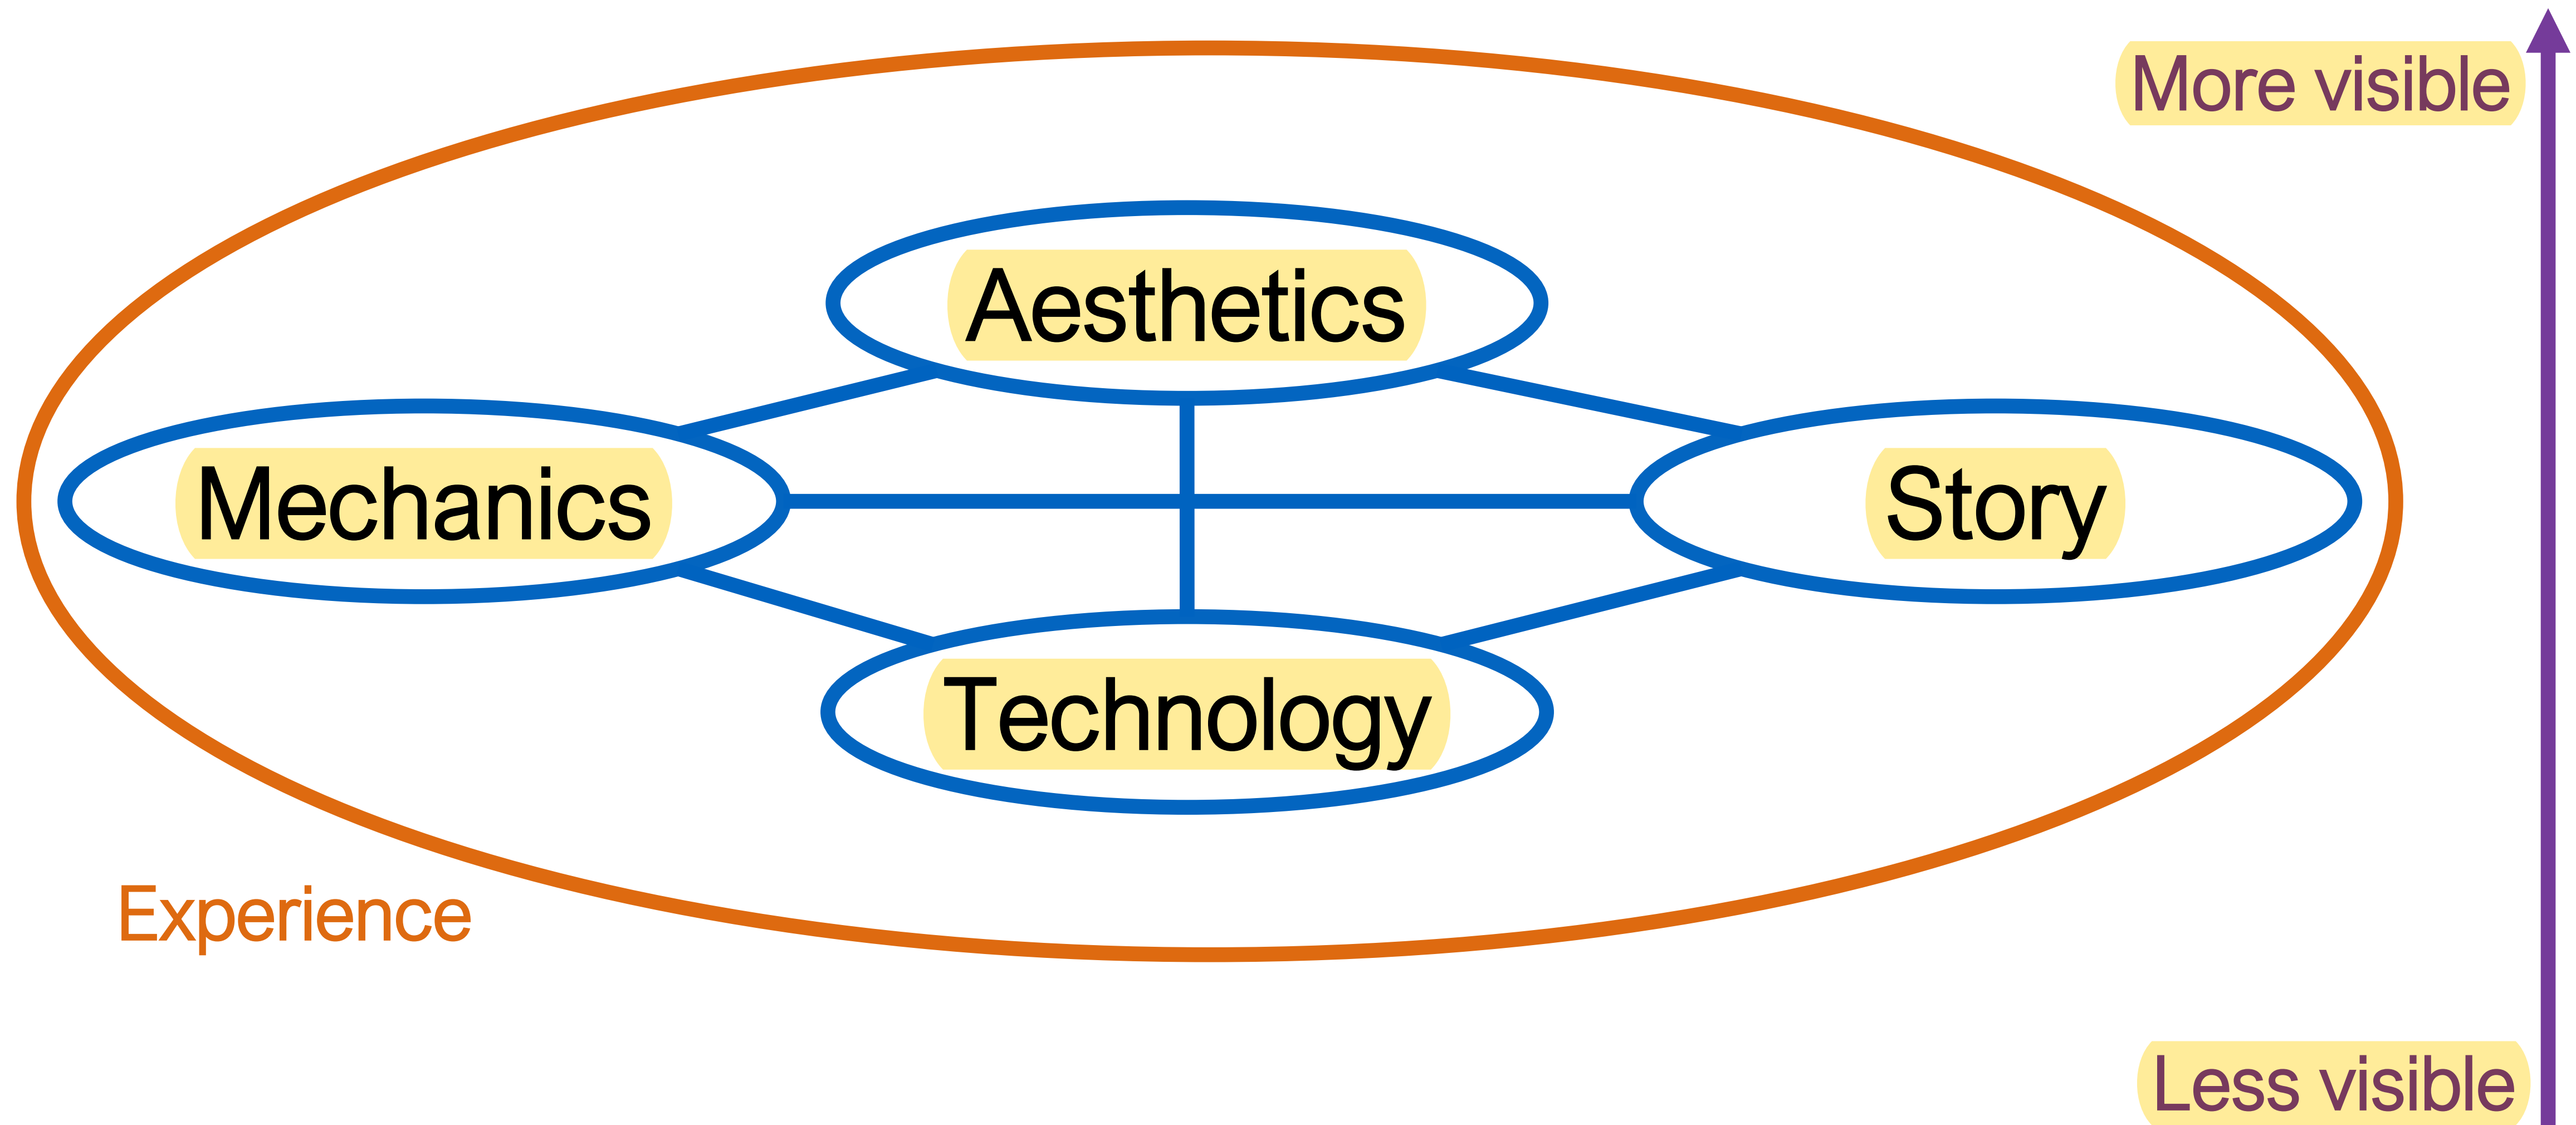 More visible
Aesthetics
Mechanics
Story
Technology
Experience
Less visible